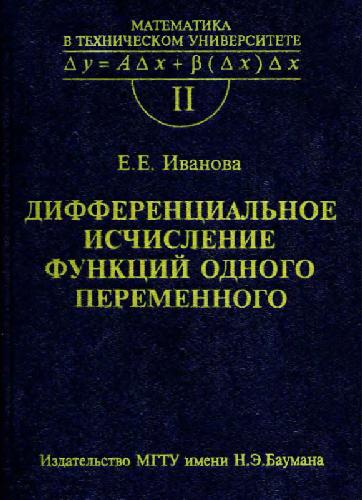 МАТЕМАТИКА
В ТЕХНИЧЕСКОМ УНИВЕРСИТЕТЕ
Δy=AΔx+β(Δx)Δx
II
Е.Е. Иванова
ДИФФЕРЕНЦИАЛЬНОЕ
ИСЧИСЛЕНИЕ
ФУНКЦИЙ ОДНОГО
ПЕРЕМЕННОГО
Издательство МГТУ имени Н.Э.Баумана